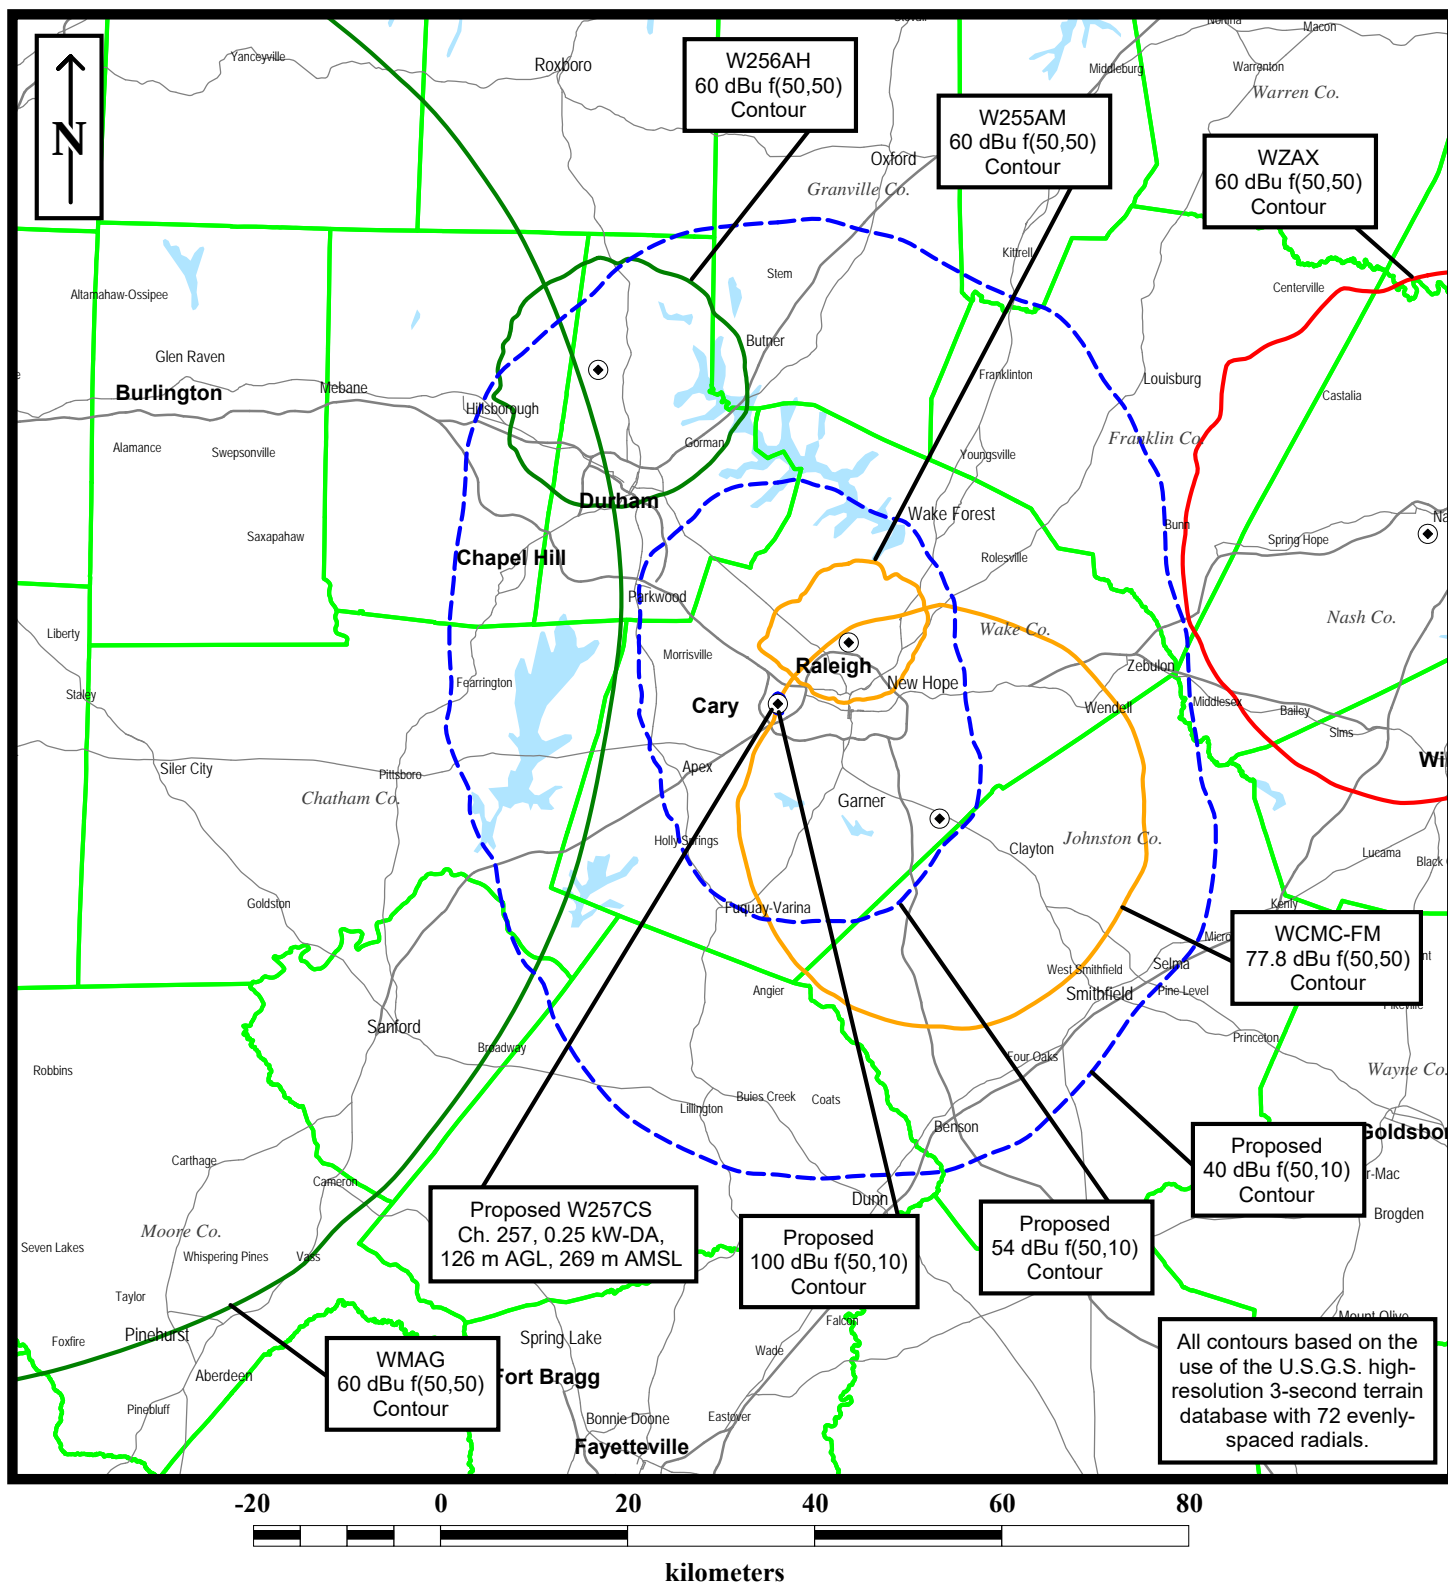 Norlina
Macon
Yanceyville
Roxboro
Middleburg
Warrenton
Warren Co.
N
W256AH
60 dBu f(50,50)
Contour
W255AM
60 dBu f(50,50)
Contour
WZAX
60 dBu f(50,50)
Contour
Oxford
Granville Co.
Kittrell
Stem
Centerville
Altamahaw-Ossipee
Butner
Glen Raven
Franklinton
Louisburg
Burlington
Mebane
Castalia
Hillsborough
Franklin Co.
Alamance
Swepsonville
Gorman
Youngsville
Durham
Wake Forest
Bunn
Na
Saxapahaw
Spring Hope
Chapel Hill
Rolesville
Parkwood
Nash Co.
Liberty
Wake Co.
Morrisville
Raleigh
Zebulon
Staley
Fearrington
New Hope
Cary
Wendell
Middlesex
Bailey
Sims
Siler City
Pittsboro
Apex
Wi
Chatham Co.
Garner
Holly Springs
Clayton
Johnston Co.
Lucama
Black
Goldston
Fuquay-Varina
Kenly
Micro
WCMC-FM
77.8 dBu f(50,50)
Contour
nt
West Smithfield
Selma
Angier
Smithfield
Pine Level
Pikeville
Sanford
Princeton
Broadway
Four Oaks
Robbins
Wayne Co.
Lillington
Buies Creek
Coats
Benson
Goldsbor
Proposed
40 dBu f(50,10)
Contour
Carthage
r-Mac
Cameron
Dunn
Brogden
Proposed W257CS
Ch. 257, 0.25 kW-DA,
126 m AGL, 269 m AMSL
Proposed
100 dBu f(50,10)
Contour
Proposed
54 dBu f(50,10)
Contour
Moore Co.
Seven Lakes
Whispering Pines
Vass
Taylor
Falcon
Mount Olive
Foxfire
Pinehurst
Spring Lake
Wade
WMAG
60 dBu f(50,50)
Contour
All contours based on the
use of the U.S.G.S. high-
resolution 3-second terrain
database with 72 evenly-
spaced radials.
Aberdeen
Fort Bragg
Pinebluff
Bonnie Doone
Eastover
Fayetteville
-20 0 20 40 60 80
kilometers